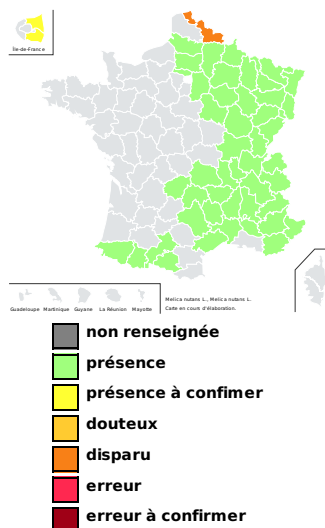 Île-de-France
Guadeloupe Martinique Guyane La Réunion Mayotte
Melica nutans L., Melica nutans L.
Carte en cours d'élaboration.
non renseignée
présence
présence à confimer
douteux
disparu
erreur
erreur à confirmer